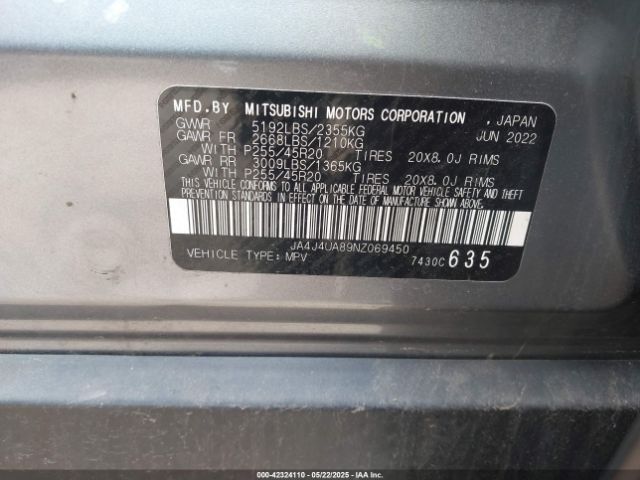 MFD.BY MITSUBISHI MOTORS CORPORATION , JAPAN
GVWR 5192LBS/2355KG JUN 2022
GAWR FR 2668LBS/1210KG
WITH P255/45R20 TIRES 20X8.0J RIMS
GAWR RR 3009LBS/1365KG
WITH P255/45R20 TIRES 20X8.0J RIMS
THIS VEHICLE CONFORMS TO ALL APPLICABLE FEDERAL MOTOR VEHICLE SAFETY AND THEFT
PREVENTION STANDARDS IN EFFECT ON THE DATE OF MANUFACTURE SHOWN ABOVE.
JA4J4UA89NZ069450
VEHICLE TYPE: MPV 7430C 635
000-42324110 - 05/22/2025 - IAAI.COM